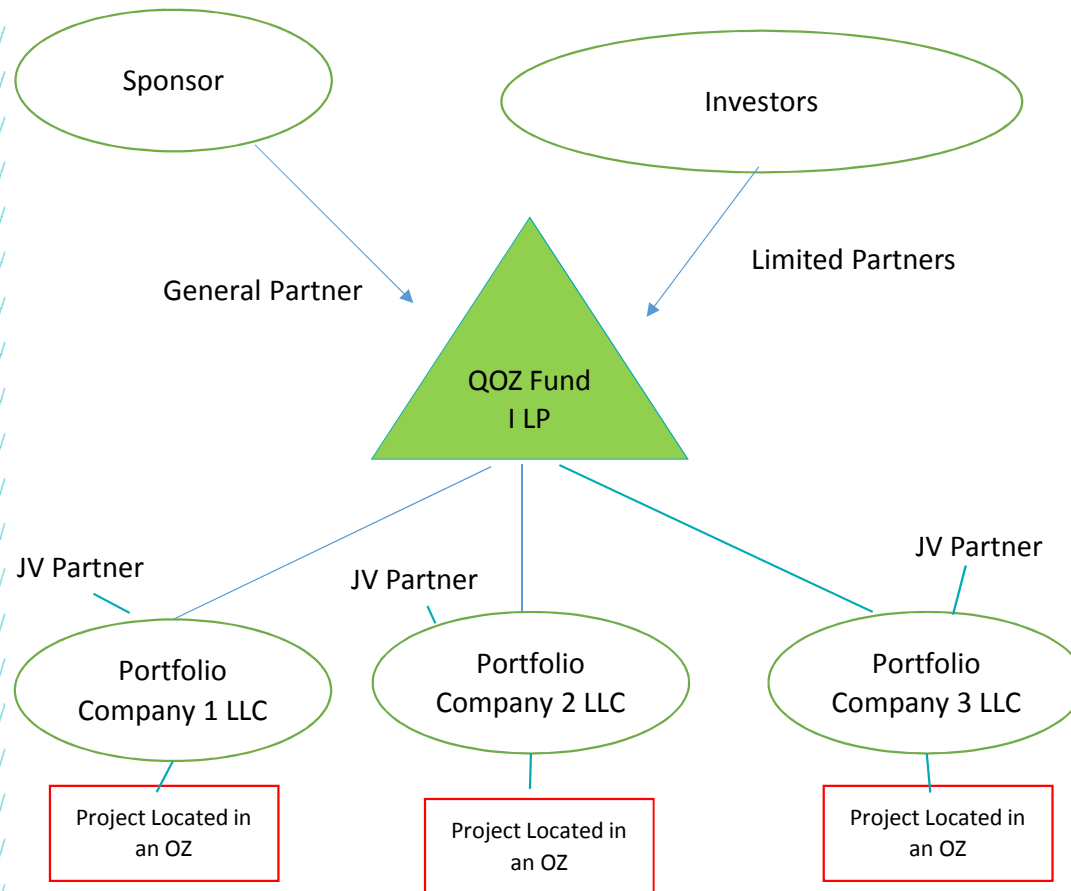 Sponsor
Investors
General Partner
Limited Partners
QOZ Fund
I LP
JV Partner
JV Partner
JV Partner
Portfolio
Company 1 LLC
Portfolio
Company 2 LLC
Portfolio
Company 3 LLC
Project Located in
an OZ
Project Located in
an OZ
Project Located in
an OZ